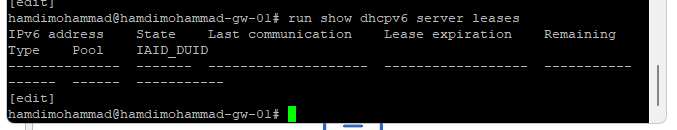 [edit]
hamdimohammad@hamdimohammad-gw-01# run show dhcpv6 server leases
IPv6 address    State    Last communication    Lease expiration    Remaining
Type    Pool    IAID_DUID
--------------  -------  --------------------  ------------------  -----------
------  ------  -----------
[edit]
hamdimohammad@hamdimohammad-gw-01#